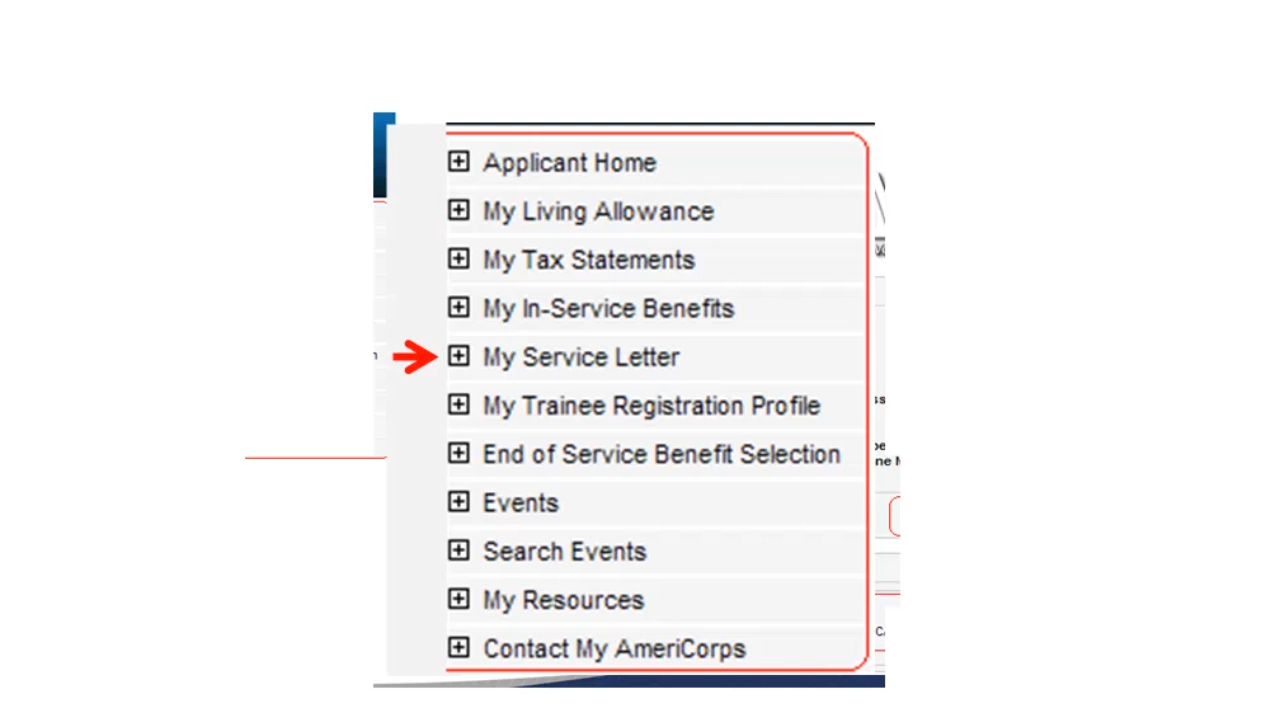 Applicant Home
My Living Allowance
My Tax Statements
My In-Service Benefits
My Service Letter
My Trainee Registration Profile
End of Service Benefit Selection
Events
Search Events
My Resources
Contact My AmeriCorps